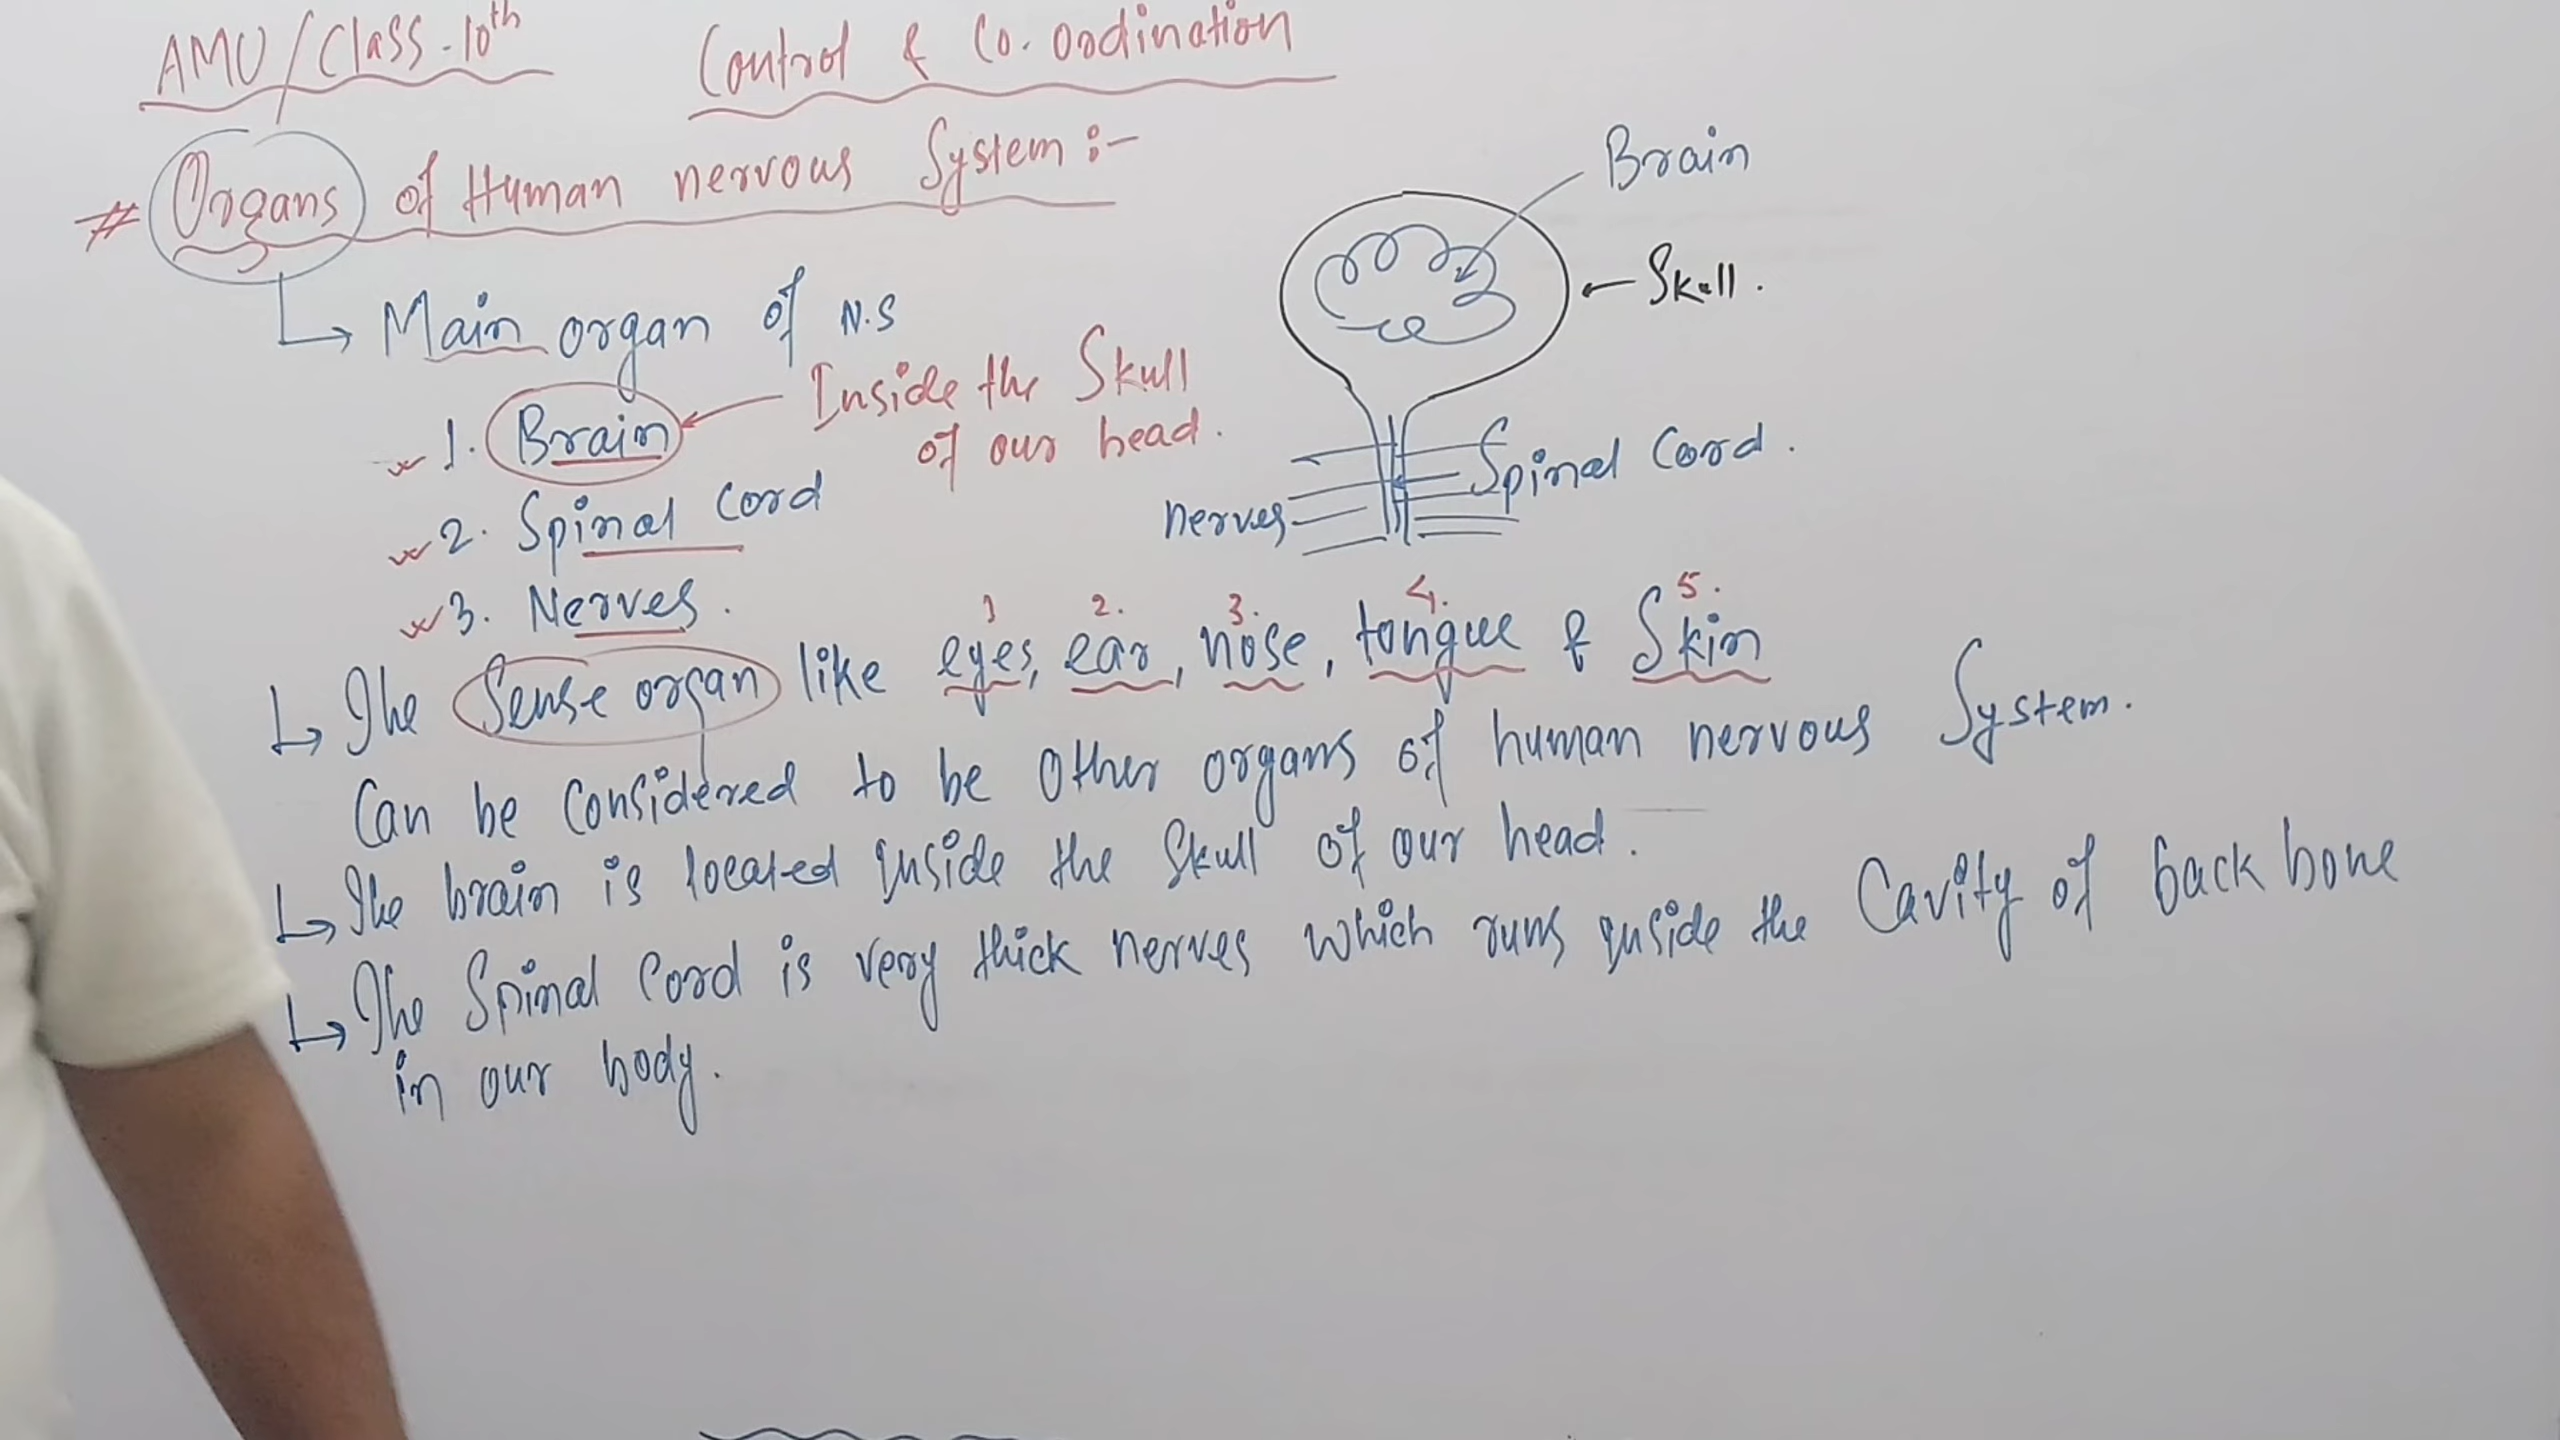 AMU/Class-10th
Control & Co.ordination
# Organs of Human nervous System:-
Main organ of N.S
1. Brain
Inside the Skull
of our head.
2. Spinal Cord
3. Nerves.
Brain
Skull.
Spinal Cord.
nerves
1 2. 3. 4. 5.
The Sense organ like eyes, ear, nose, tongue & Skin
Can be Considered to be Other organs of human nervous System.
The brain is located inside the Skull of our head.
The Spinal Cord is very thick nerves which runs inside the Cavity of back bone
in our body.